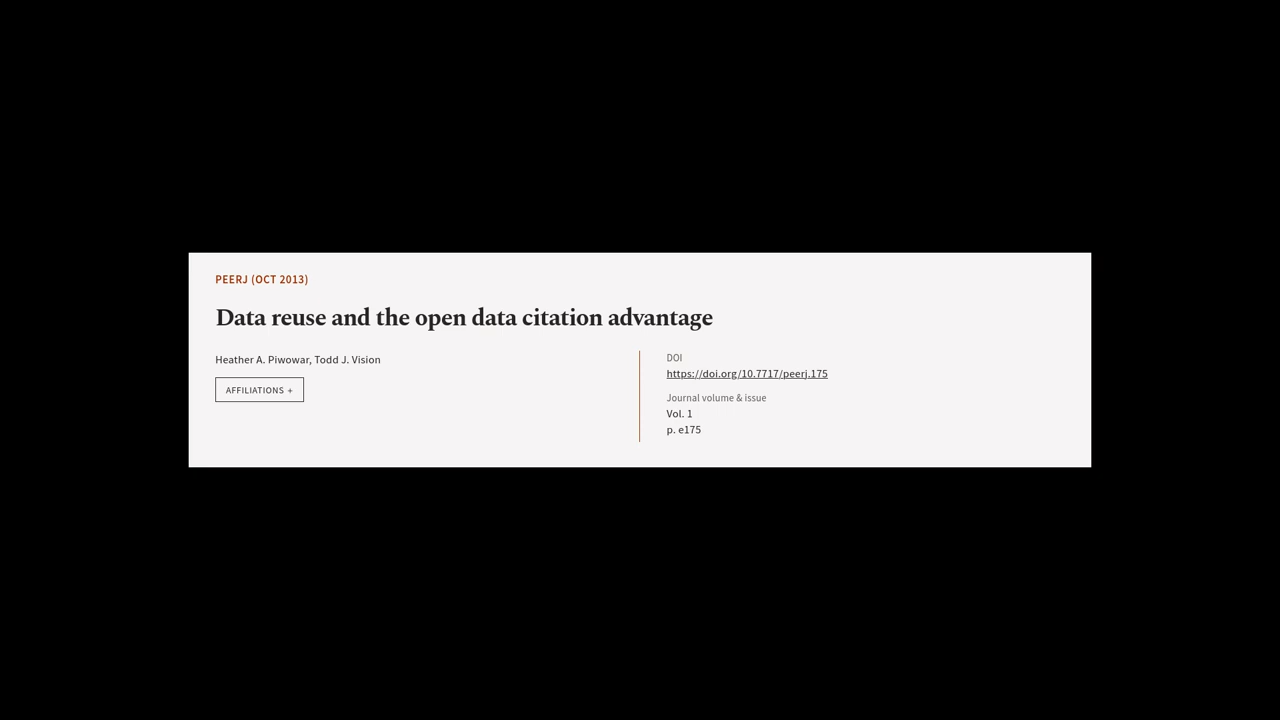 PEERJ (OCT 2013)
Data reuse and the open data citation advantage
Heather A. Piwowar, Todd J. Vision
AFFILIATIONS +
DOI
https://doi.org/10.7717/peerj.175
Journal volume & issue
Vol. 1
p. e175